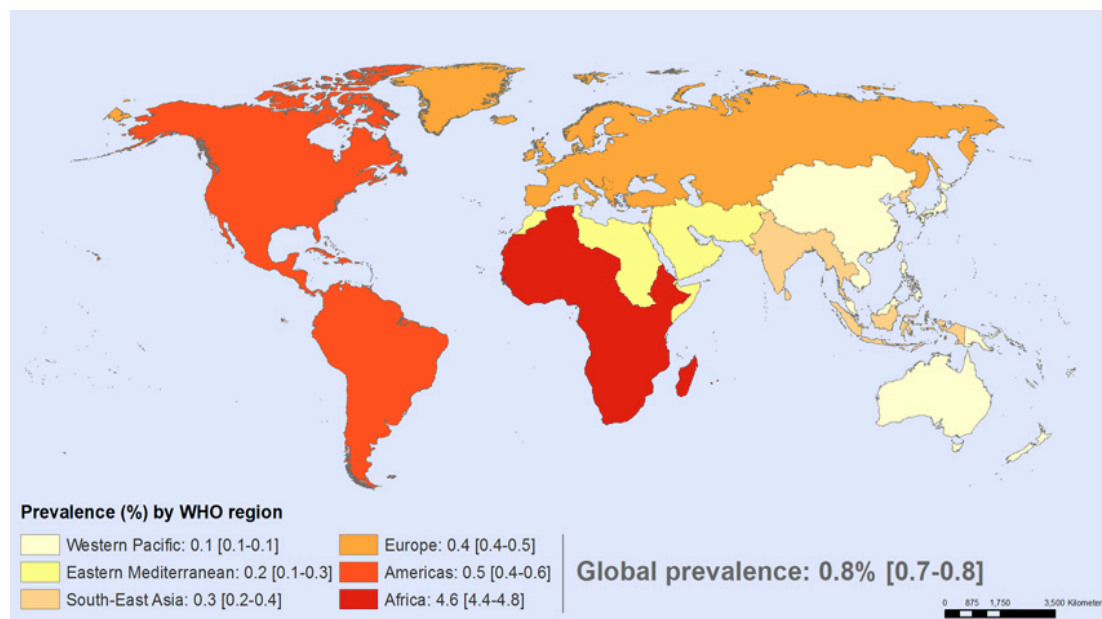 Prevalence (%) by WHO region
Western Pacific: 0.1 [0.1-0.1]
Eastern Mediterranean: 0.2 [0.1-0.3]
South-East Asia: 0.3 [0.2-0.4]
Europe: 0.4 [0.4-0.5]
Americas: 0.5 [0.4-0.6]
Africa: 4.6 [4.4-4.8]
Global prevalence: 0.8% [0.7-0.8]
0 875 1,750 3,500 Kilometers